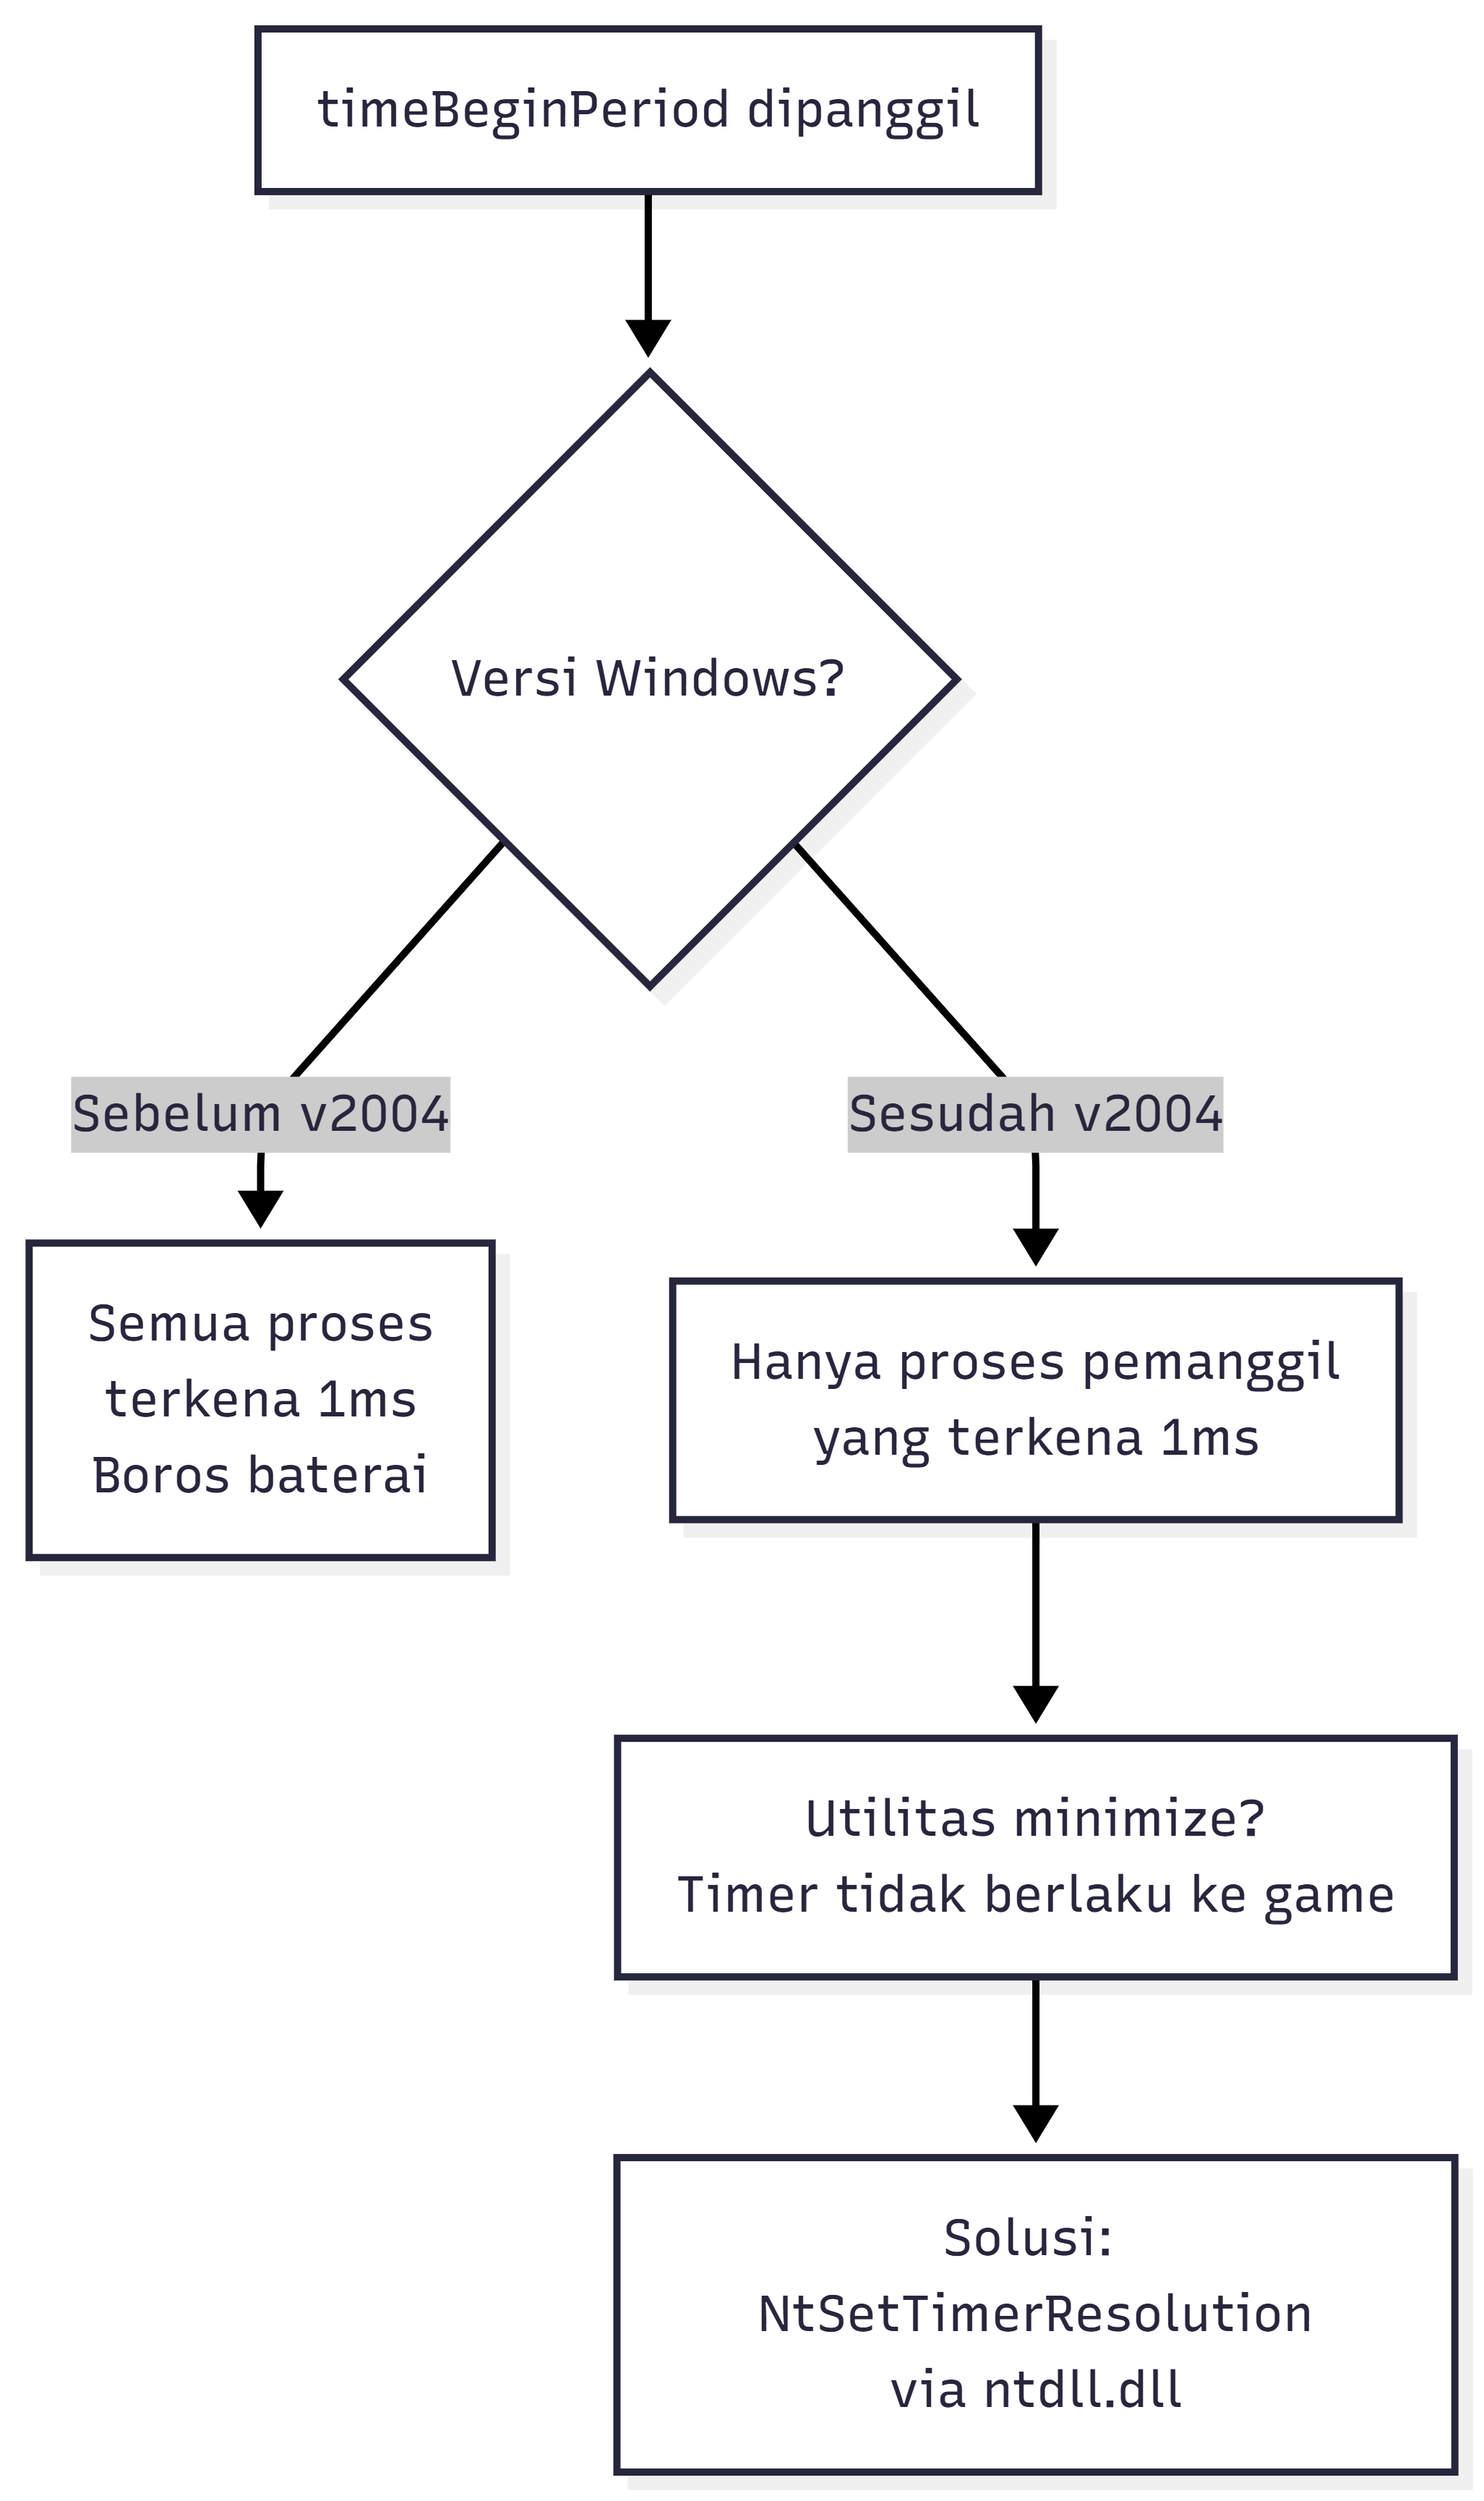 timeBeginPeriod dipanggil
Versi Windows?
Sebelum v2004
Sesudah v2004
Semua proses
terkena 1ms
Boros baterai
Hanya proses pemanggil
yang terkena 1ms
Utilitas minimize?
Timer tidak berlaku ke game
Solusi:
NtSetTimerResolution
via ntdll.dll